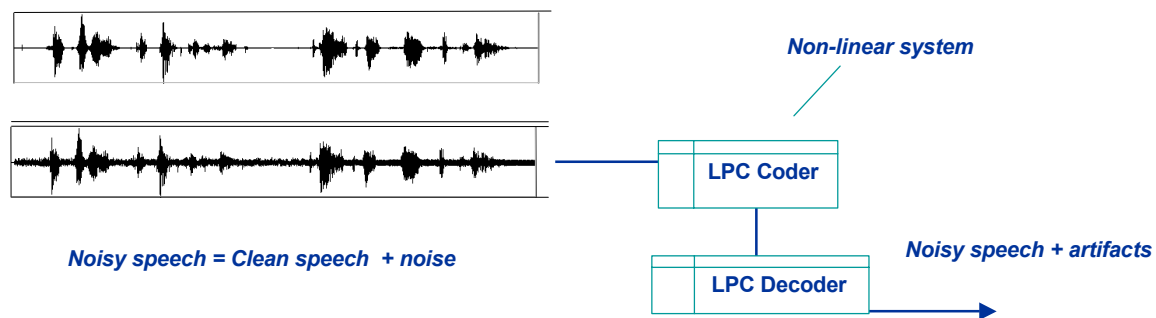 Non-linear system
LPC Coder
Noisy speech = Clean speech + noise
Noisy speech + artifacts
LPC Decoder